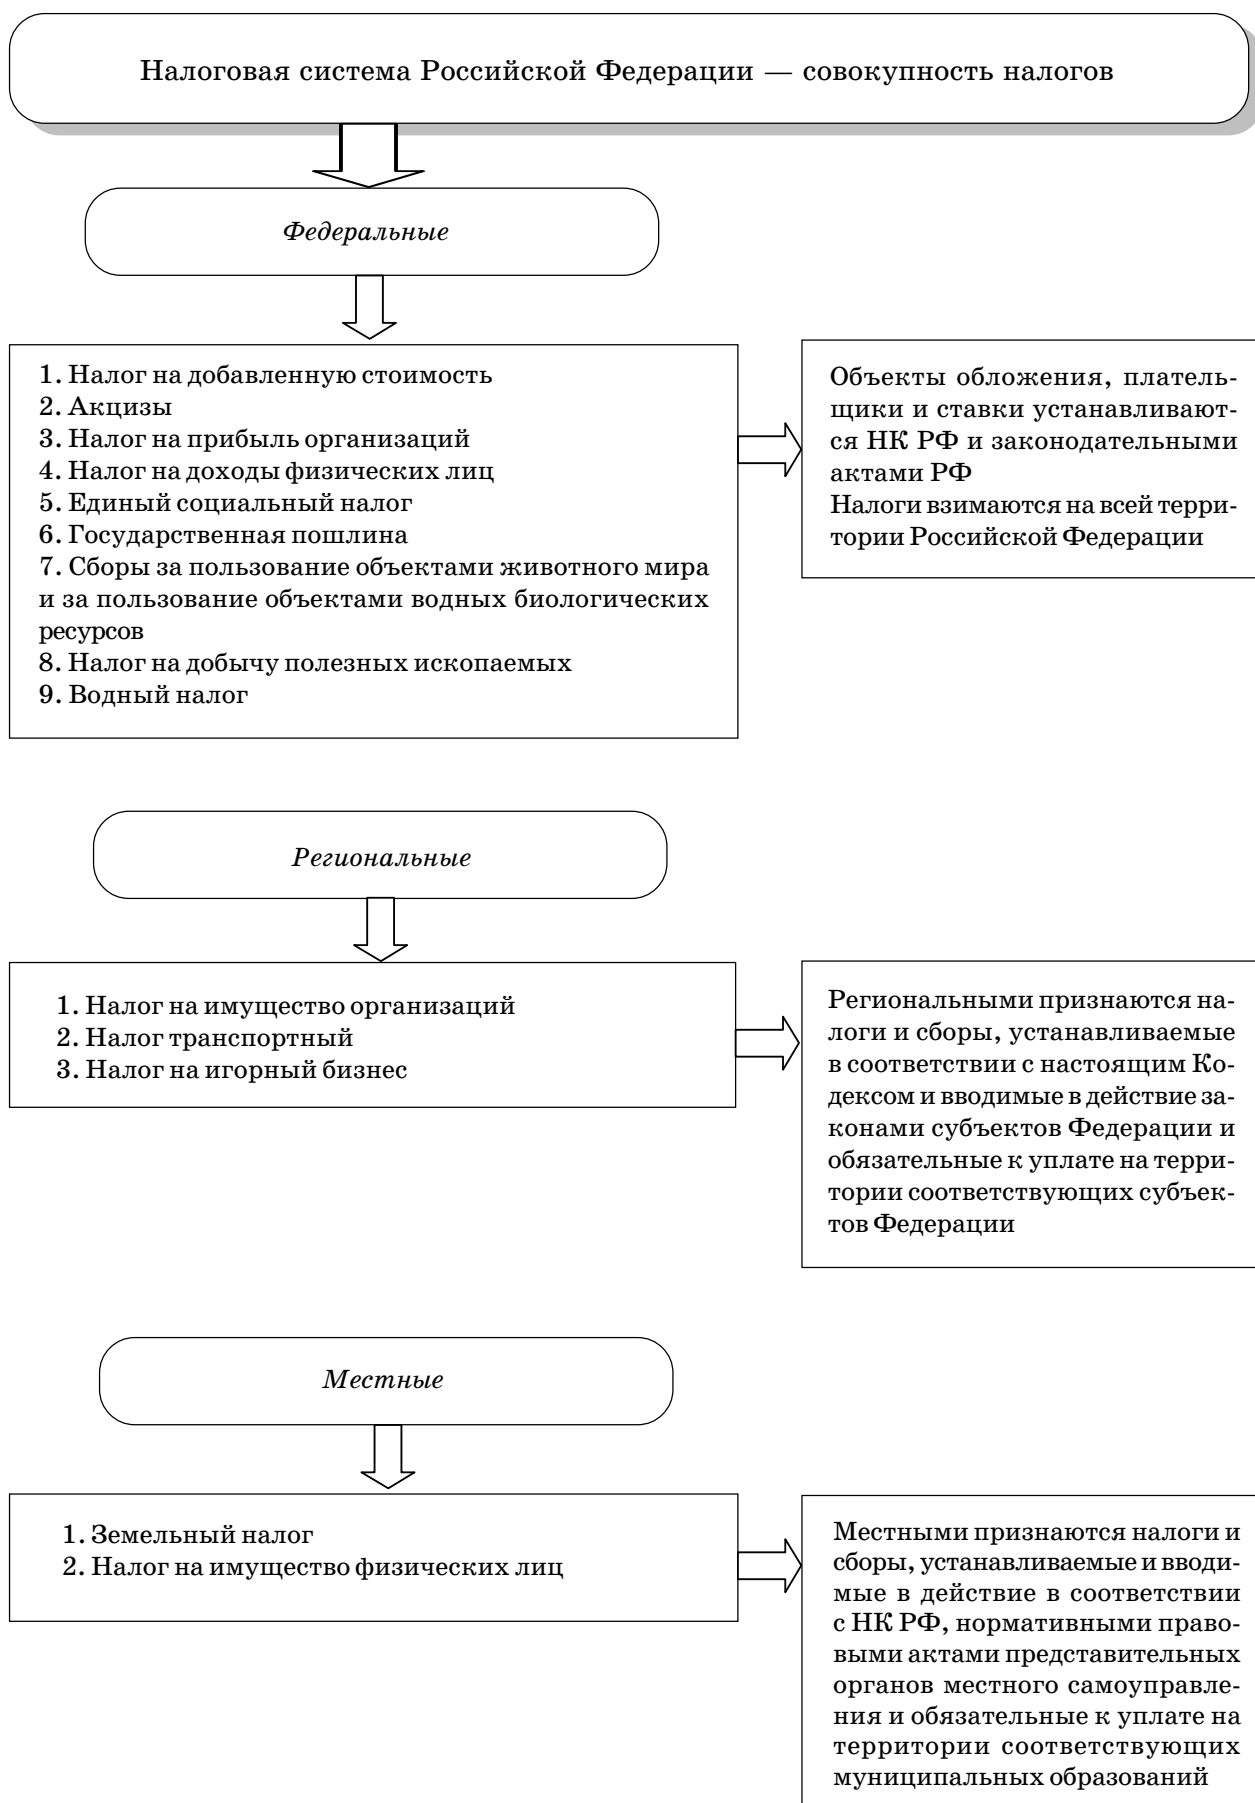 Налоговая система Российской Федерации — совокупность налогов
Федеральные
1. Налог на добавленную стоимость
2. Акцизы
3. Налог на прибыль организаций
4. Налог на доходы физических лиц
5. Единый социальный налог
6. Государственная пошлина
7. Сборы за пользование объектами животного мира
и за пользование объектами водных биологических
ресурсов
8. Налог на добычу полезных ископаемых
9. Водный налог
Объекты обложения, платель-
щики и ставки устанавливают-
ся НК РФ и законодательными
актами РФ
Налоги взимаются на всей терри-
тории Российской Федерации
Региональные
1. Налог на имущество организаций
2. Налог транспортный
3. Налог на игорный бизнес
Региональными признаются на-
логи и сборы, устанавливаемые
в соответствии с настоящим Ко-
дексом и вводимые в действие за-
конами субъектов Федерации и
обязательные к уплате на терри-
тории соответствующих субъек-
тов Федерации
Местные
1. Земельный налог
2. Налог на имущество физических лиц
Местными признаются налоги и
сборы, устанавливаемые и вводи-
мые в действие в соответствии
с НК РФ, нормативными право-
выми актами представительных
органов местного самоуправле-
ния и обязательные к уплате на
территории соответствующих
муниципальных образований